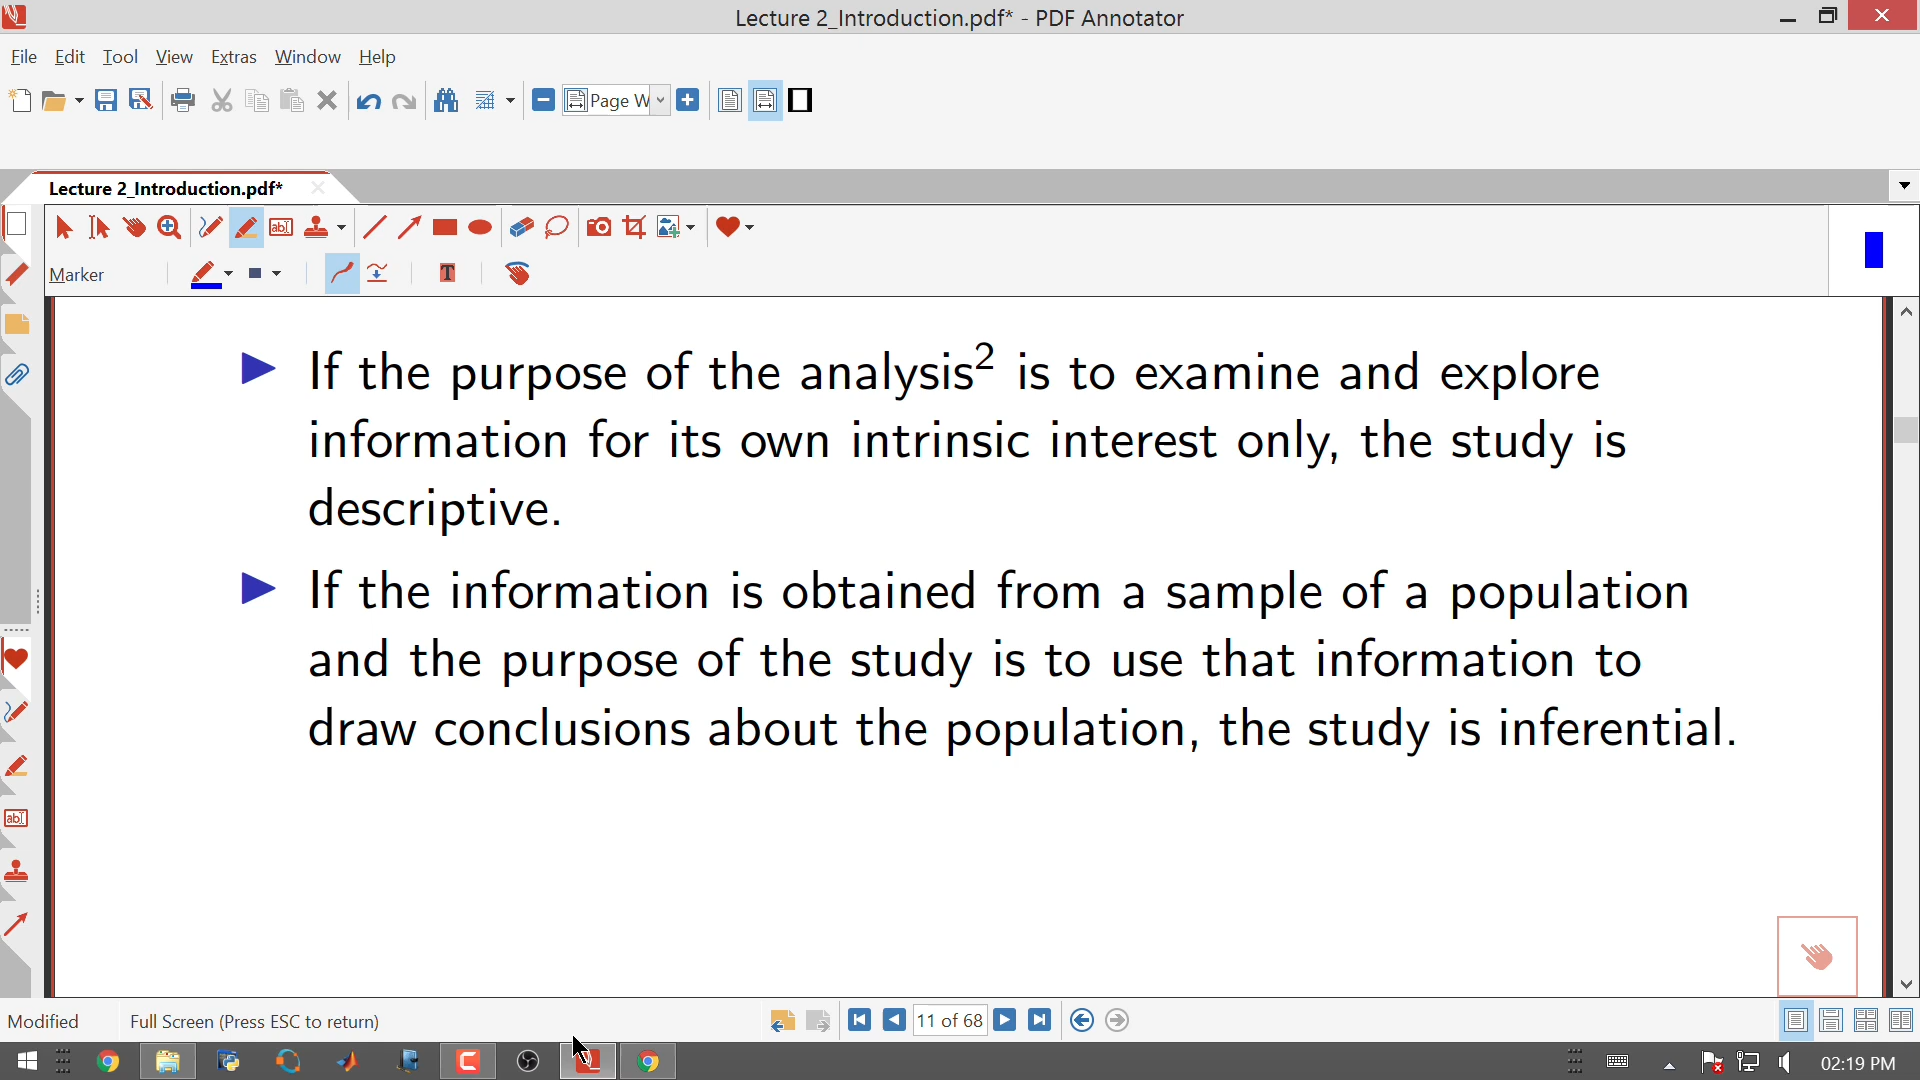 Lecture 2_Introduction.pdf* - PDF Annotator
File Edit Tool View Extras Window Help
Page W
Lecture 2_Introduction.pdf*
Marker
If the purpose of the analysis² is to examine and explore
information for its own intrinsic interest only, the study is
descriptive.
If the information is obtained from a sample of a population
and the purpose of the study is to use that information to
draw conclusions about the population, the study is inferential.
Modified Full Screen (Press ESC to return) 11 of 68
02:19 PM